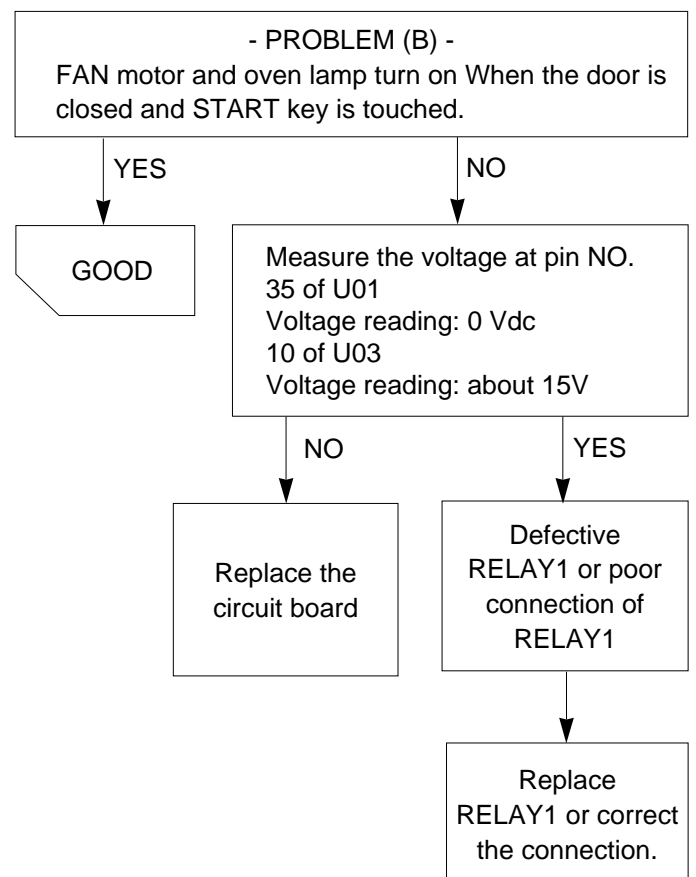 - PROBLEM (B) -
FAN motor and oven lamp turn on When the door is
closed and START key is touched.
YES
NO
GOOD
Measure the voltage at pin NO.
35 of U01
Voltage reading: 0 Vdc
10 of U03
Voltage reading: about 15V
NO
YES
Replace the
circuit board
Defective
RELAY1 or poor
connection of
RELAY1
Replace
RELAY1 or correct
the connection.